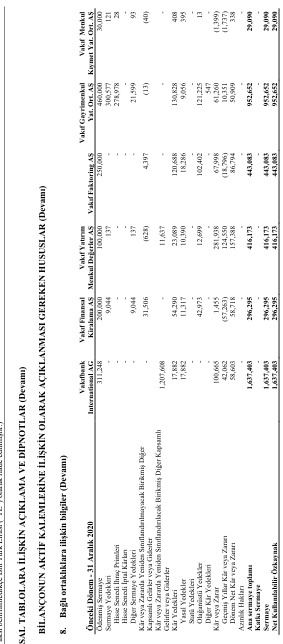 SAL TABLOLARA İLİŞKİN AÇIKLAMA VE DİPNOTLAR (Devamı)
BİLANÇONUN AKTİF KALEMLERİNE İLİŞKİN OLARAK AÇIKLANMASI GEREKEN HUSUSLAR (Devamı)
8. Bağlı ortaklıklara ilişkin bilgiler (Devamı)
Vakıfbank Vakıf Finansal Vakıf Yatırım Vakıf Gayrimenkul Vakıf Menkul
Önceki Dönem - 31 Aralık 2020 International AG Kiralama AŞ Menkul Değerler AŞ Vakıf Faktoring AŞ Yat. Ort. AŞ Kıymet Yat. Ort. AŞ
Ödenmiş Sermaye 311,248 200,000 100,000 250,000 460,000 30,000
Sermaye Yedekleri - 9,044 137 - 300,577 121
Hisse Senedi İhraç Primleri - - - - 278,978 28
Hisse Senedi İptal Kârları - - - - - -
Diğer Sermaye Yedekleri - 9,044 137 - 21,599 93
Kâr veya Zararda Yeniden Sınıflandırılmayacak Birikmiş Diğer
Kapsamlı Gelirler veya Giderler - 31,506 (628) 4,397 (13) (40)
Kâr veya Zararda Yeniden Sınıflandırılacak Birikmiş Diğer Kapsamlı
Gelirler veya Giderler 1,207,608 - 11,637 - - -
Kâr Yedekleri 17,882 54,290 23,089 120,688 130,828 408
Yasal Yedekler 17,882 11,317 10,390 18,286 9,056 395
Statü Yedekleri - - - - - -
Olağanüstü Yedekler - 42,973 12,699 102,402 121,225 13
Diğer Kâr Yedekleri - - - - 547 -
Kâr veya Zarar 100,665 1,455 281,938 67,998 61,260 (1,399)
Geçmiş Yıllar Kâr veya Zararı 42,062 (57,263) 124,550 (18,796) 10,351 (1,737)
Dönem Net Kâr veya Zararı 58,603 58,718 157,388 86,794 50,909 338
Azınlık Hakları - - - - - -
Ana sermaye toplamı 1,637,403 296,295 416,173 443,083 952,652 29,090
Katkı Sermaye - - - - - -
Sermaye 1,637,403 296,295 416,173 443,083 952,652 29,090
Net Kullanılabilir Özkaynak 1,637,403 296,295 416,173 443,083 952,652 29,090